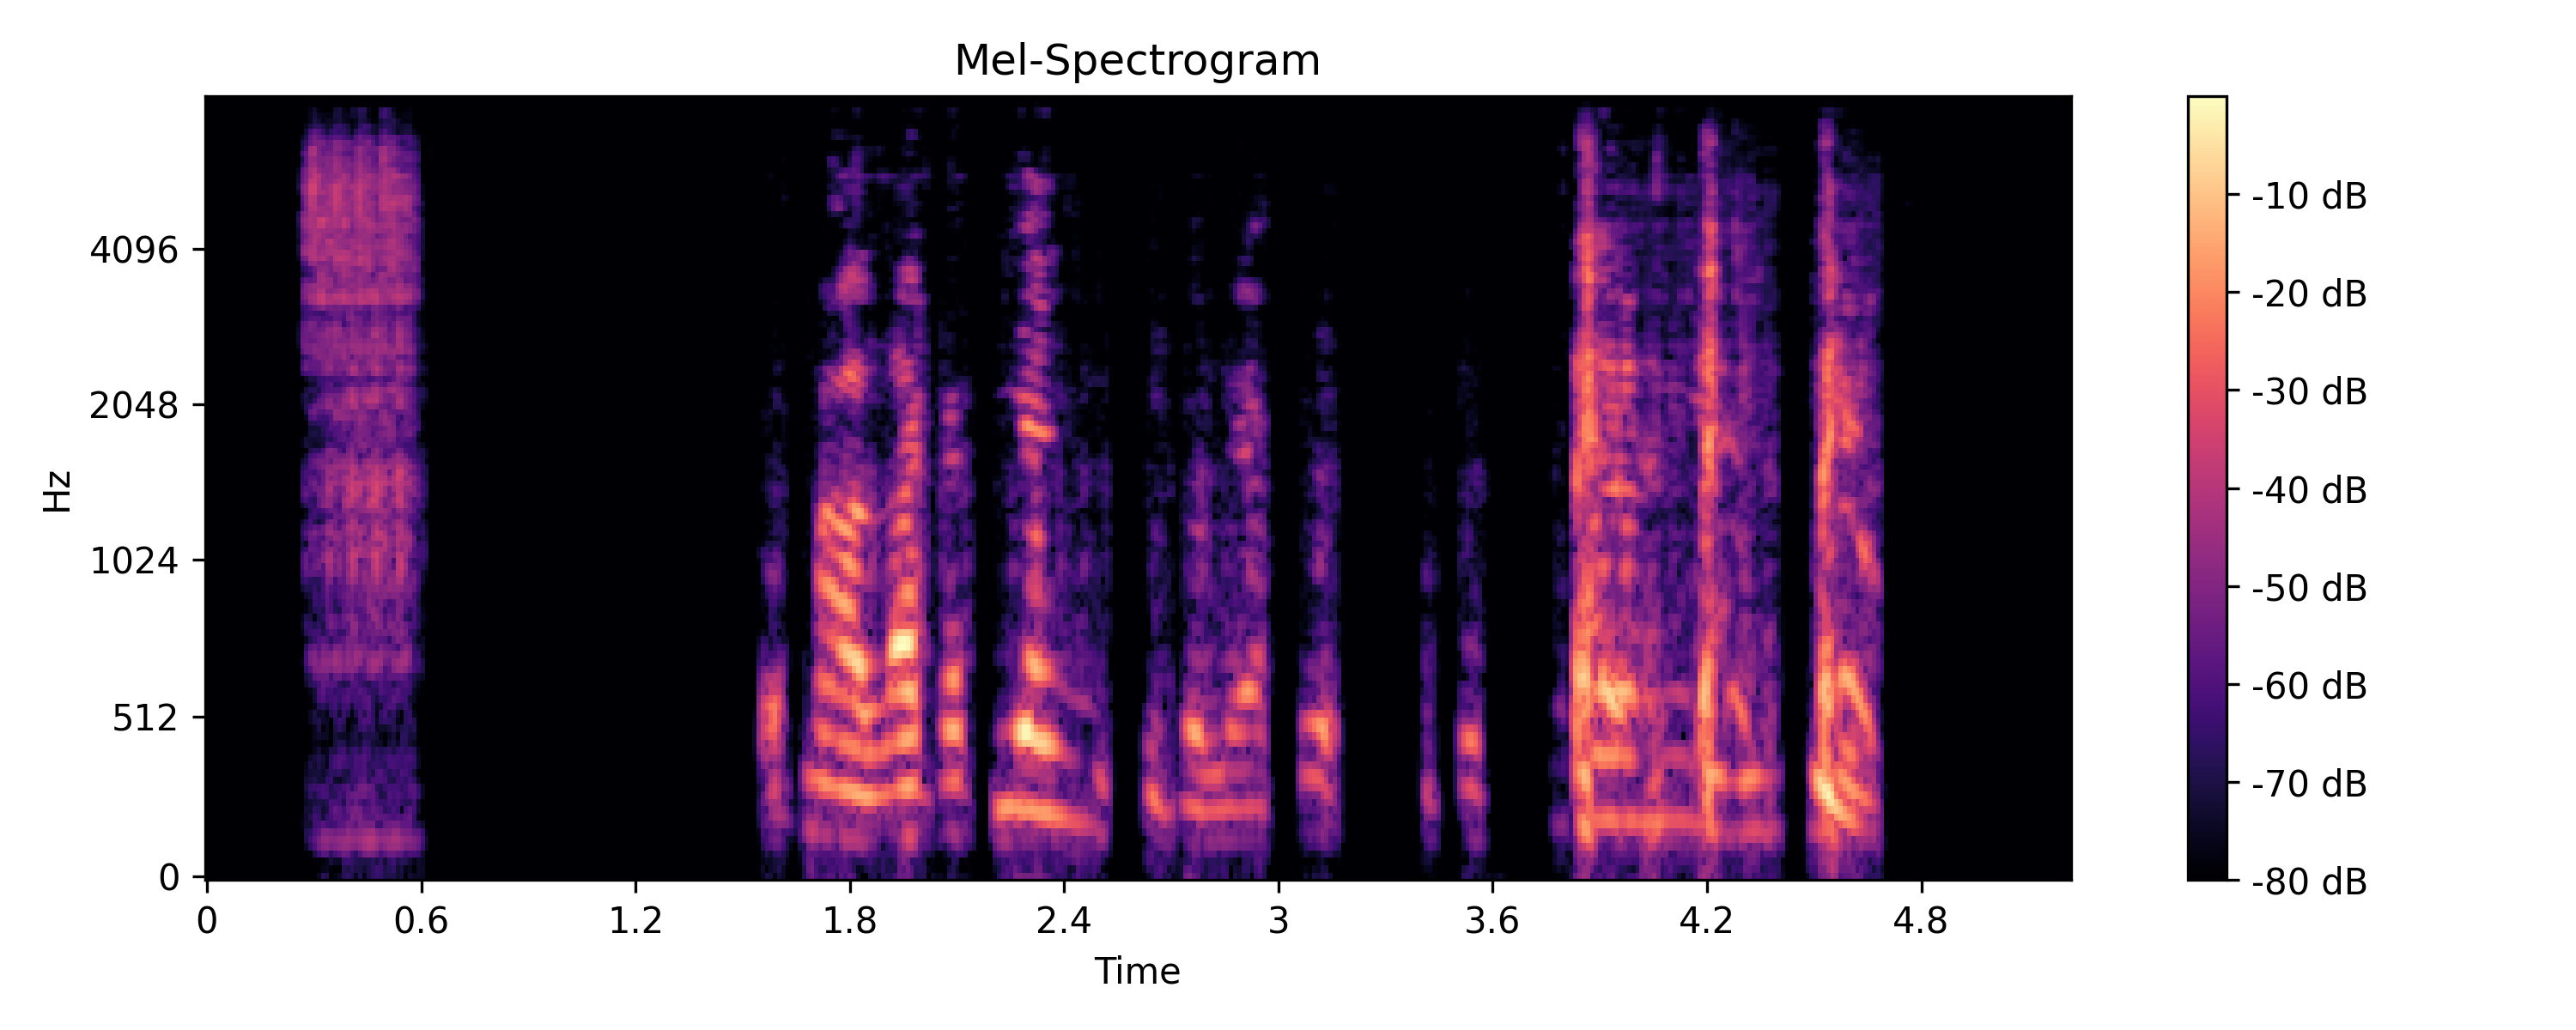 Mel-Spectrogram
Hz
4096
2048
1024
512
0
0 0.6 1.2 1.8 2.4 3 3.6 4.2 4.8
Time
-10 dB
-20 dB
-30 dB
-40 dB
-50 dB
-60 dB
-70 dB
-80 dB